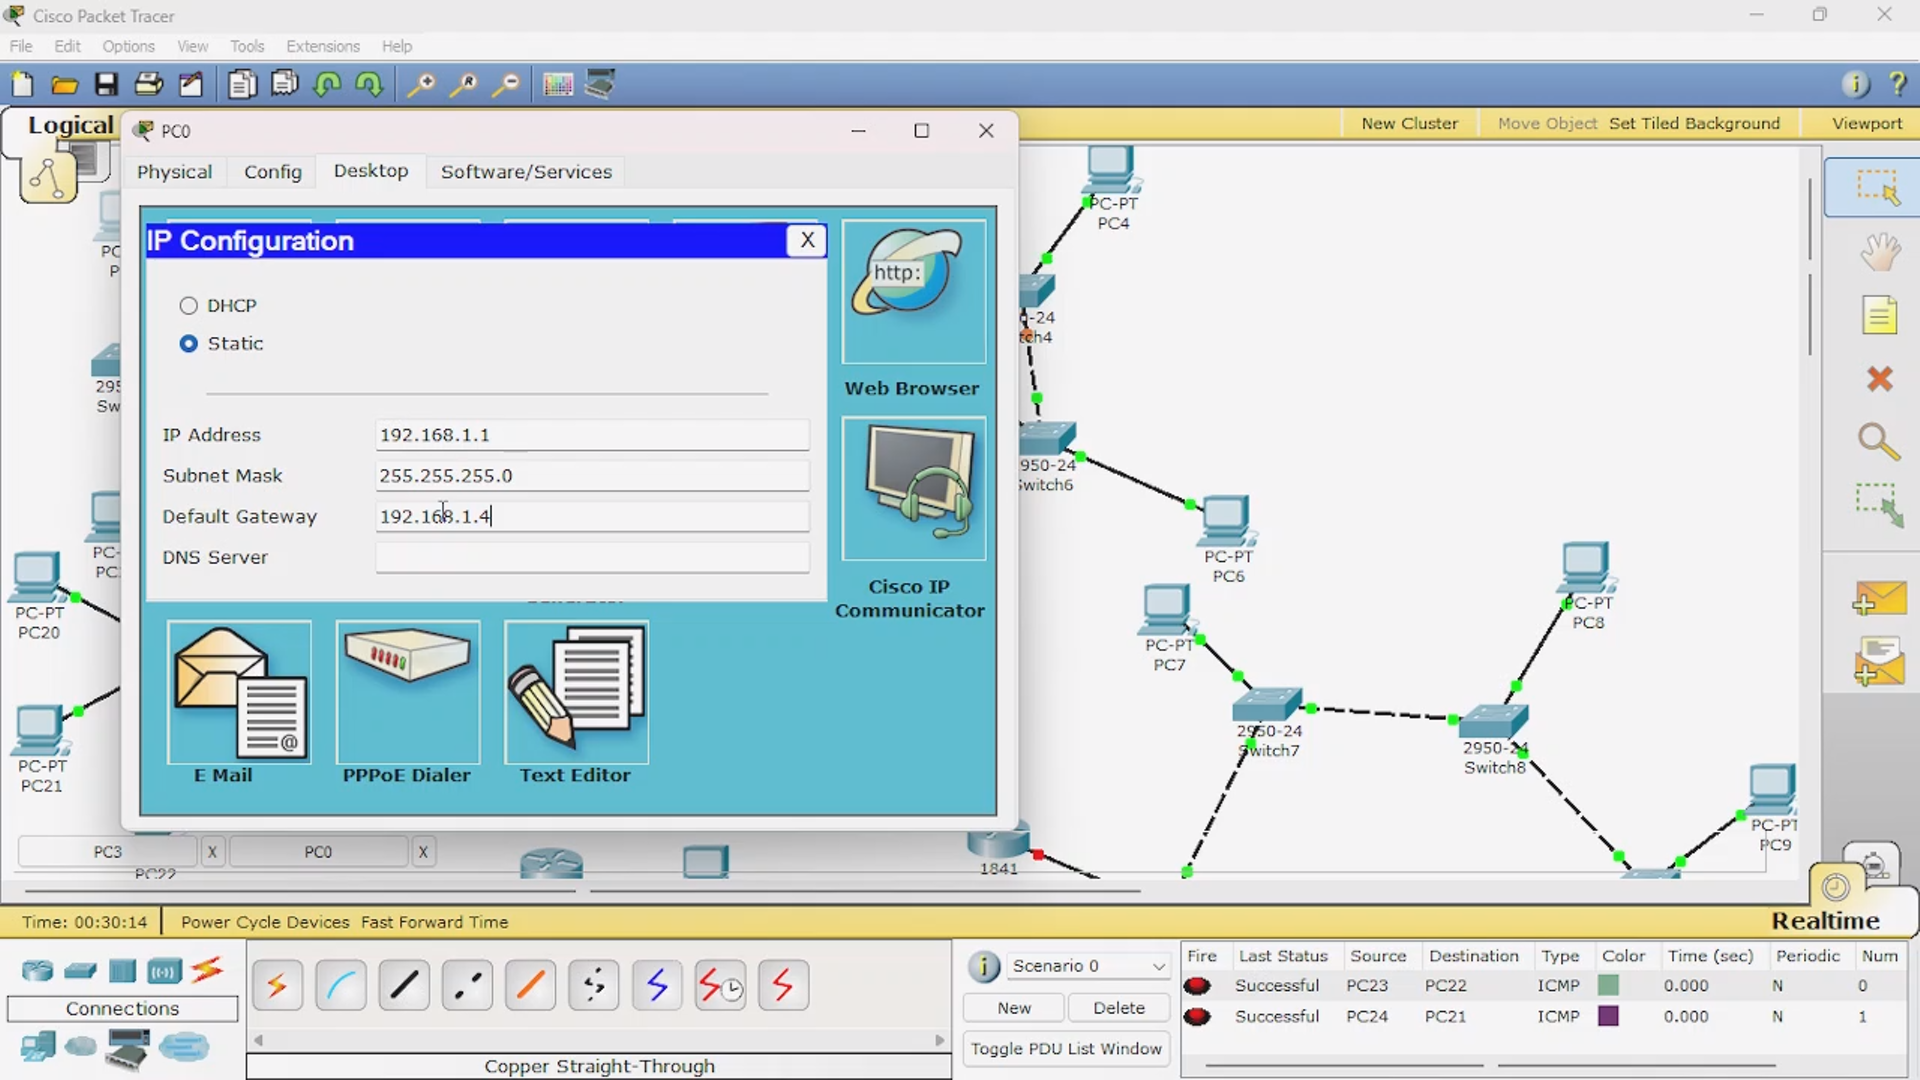 Cisco Packet Tracer
File Edit Options View Tools Extensions Help
Logical
New Cluster Move Object Set Tiled Background Viewport
PC0
Physical Config Desktop Software/Services
IP Configuration X
DHCP
Static
IP Address 192.168.1.1
Subnet Mask 255.255.255.0
Default Gateway 192.168.1.4
DNS Server
http:
Web Browser
Cisco IP
Communicator
E Mail PPPoE Dialer Text Editor
PC-PT
PC4
PC-PT
PC6
PC-PT
PC7
PC-PT
PC8
2950-24
Switch7
2950-24
Switch8
PC-PT
PC9
950-24
Switch6
-24
tch4
PC-PT
PC20
PC-PT
PC21
295
Sw
PC3 X PC0 X
PC22
1841
Time: 00:30:14 Power Cycle Devices Fast Forward Time
Realtime
Connections
Copper Straight-Through
Scenario 0
New Delete
Toggle PDU List Window
Fire Last Status Source Destination Type Color Time (sec) Periodic Num
Successful PC23 PC22 ICMP 0.000 N 0
Successful PC24 PC21 ICMP 0.000 N 1